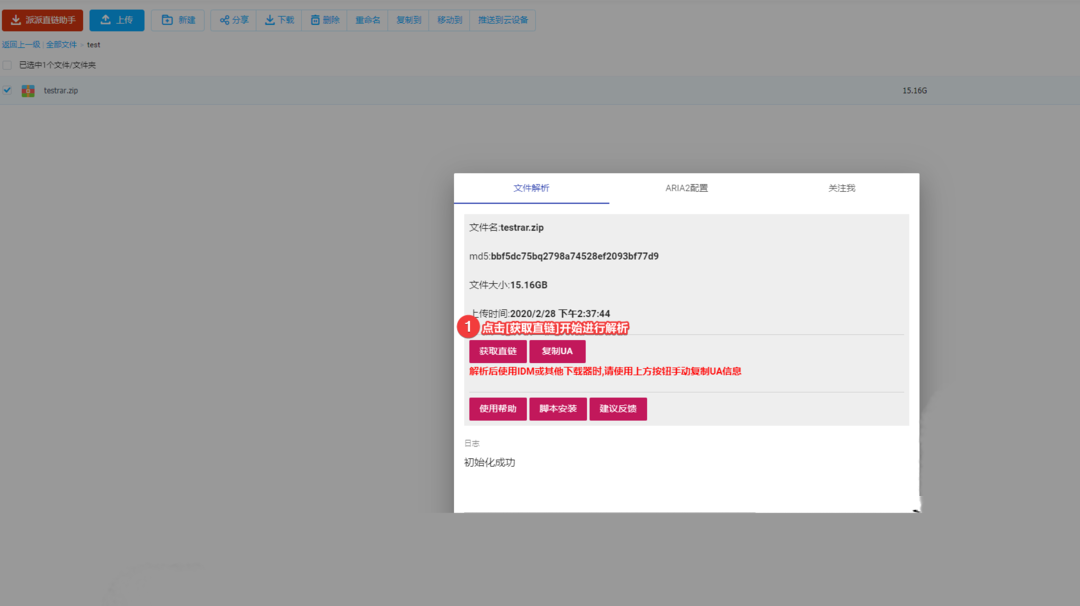 派派直链助手 上传 新建 分享 下载 删除 重命名 复制到 移动到 推送到云设备
返回上一级 | 全部文件 > test
已选中1个文件/文件夹
testrar.zip 15.16G
文件解析 ARIA2配置 关注我
文件名:testrar.zip
md5:bbf5dc75bq2798a74528ef2093bf77d9
文件大小:15.16GB
上传时间:2020/2/28 下午2:37:44
1 点击[获取直链]开始进行解析
获取直链 复制UA
解析后使用IDM或其他下载器时,请使用上方按钮手动复制UA信息
使用帮助 脚本安装 建议反馈
日志
初始化成功